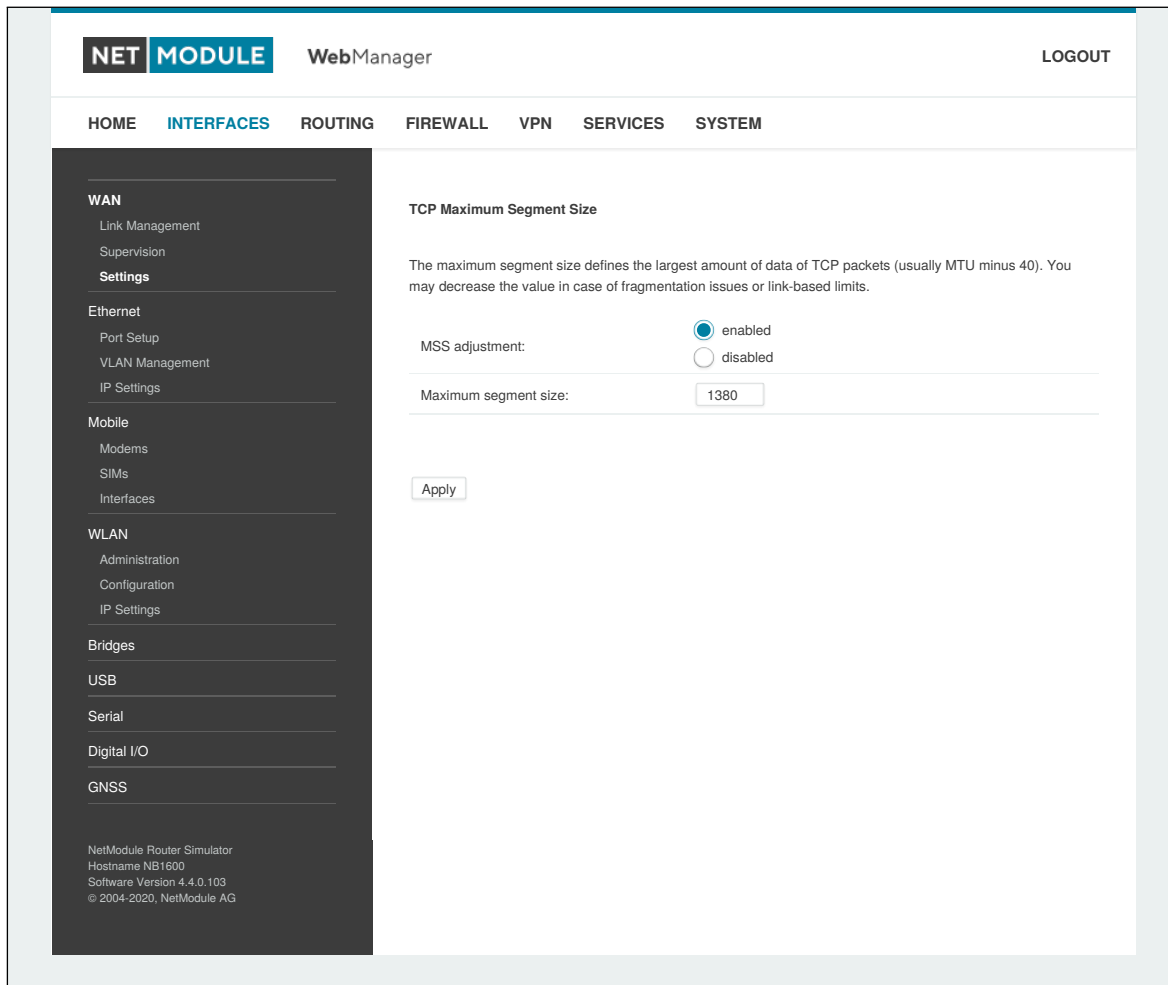 NET MODULE WebManager LOGOUT
HOME INTERFACES ROUTING FIREWALL VPN SERVICES SYSTEM
WAN
Link Management
Supervision
Settings
Ethernet
Port Setup
VLAN Management
IP Settings
Mobile
Modems
SIMs
Interfaces
WLAN
Administration
Configuration
IP Settings
Bridges
USB
Serial
Digital I/O
GNSS
NetModule Router Simulator
Hostname NB1600
Software Version 4.4.0.103
© 2004-2020, NetModule AG
TCP Maximum Segment Size
The maximum segment size defines the largest amount of data of TCP packets (usually MTU minus 40). You
may decrease the value in case of fragmentation issues or link-based limits.
MSS adjustment:
enabled
disabled
Maximum segment size: 1380
Apply